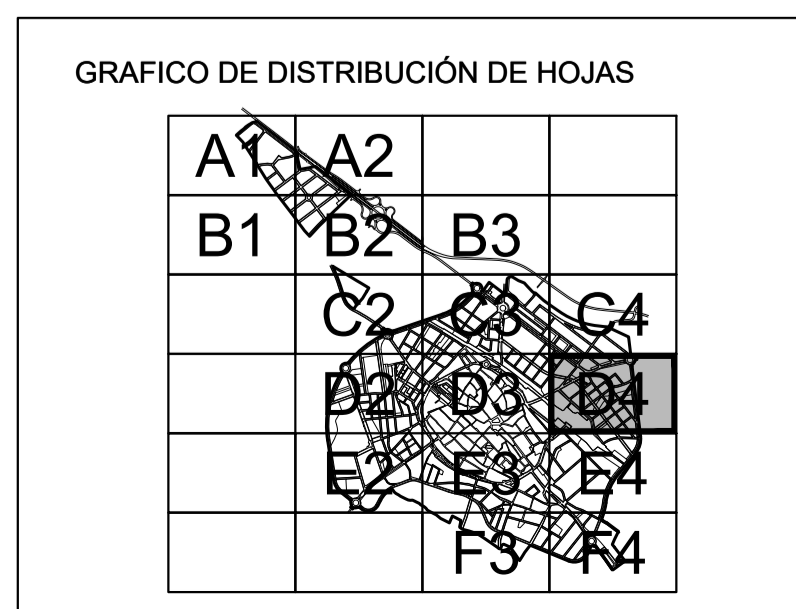 GRAFICO DE DISTRIBUCIÓN DE HOJAS
A1 A2
B1 B2 B3
C2 C3 C4
D2 D3 D4
E2 E3 E4
F3 F4